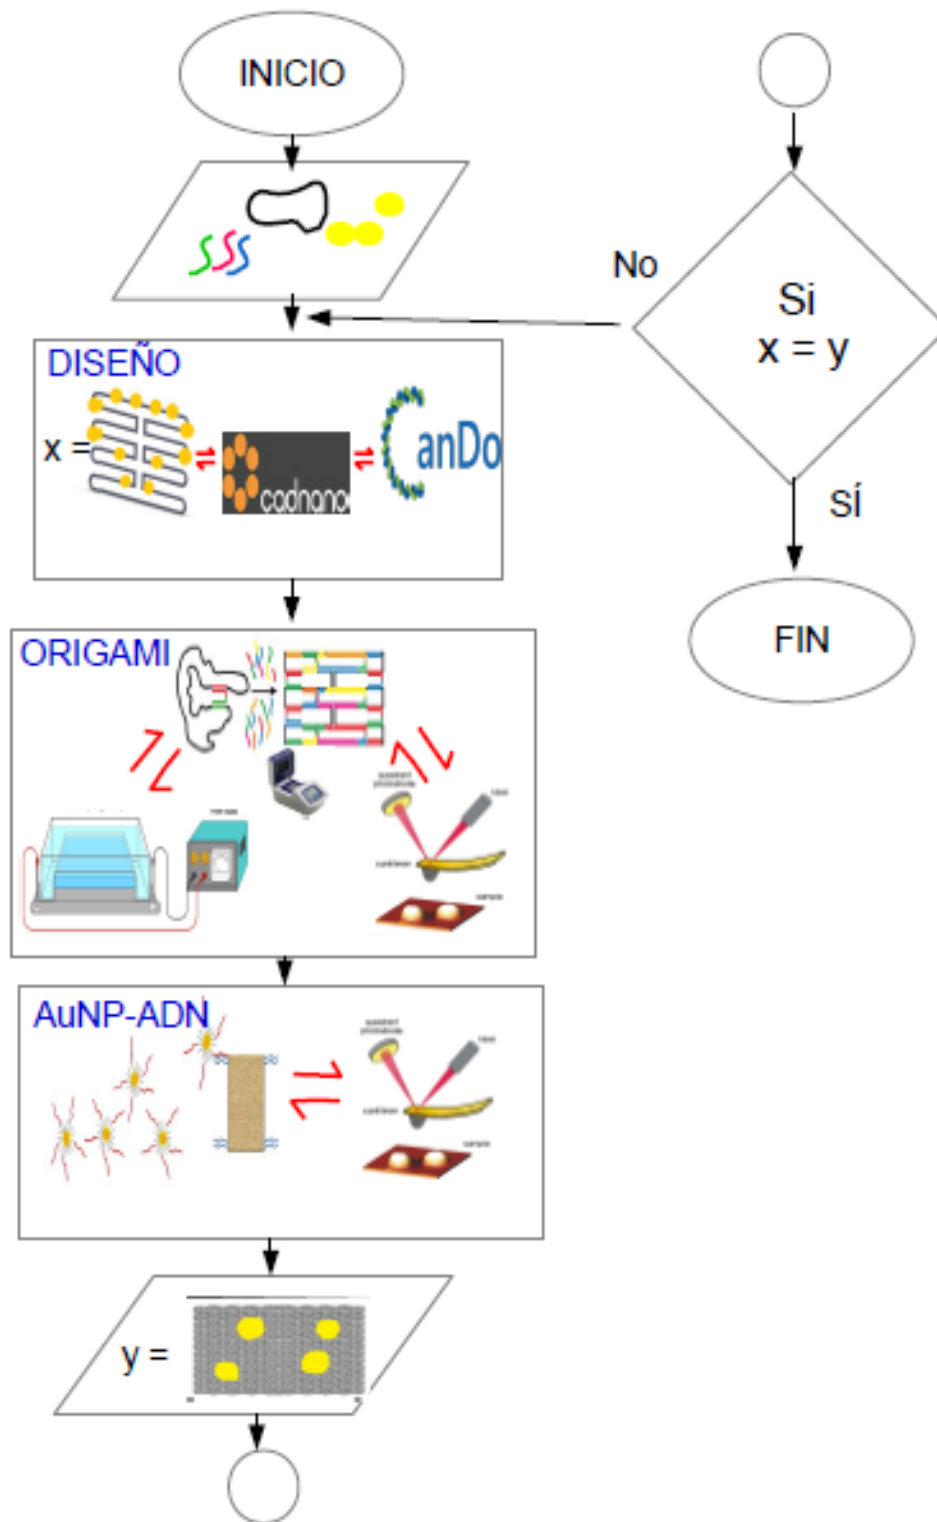 INICIO
DISEÑO
x =
cadnano
CanDo
ORIGAMI
AuNP-ADN
y =
No
Si
x = y
SÍ
FIN